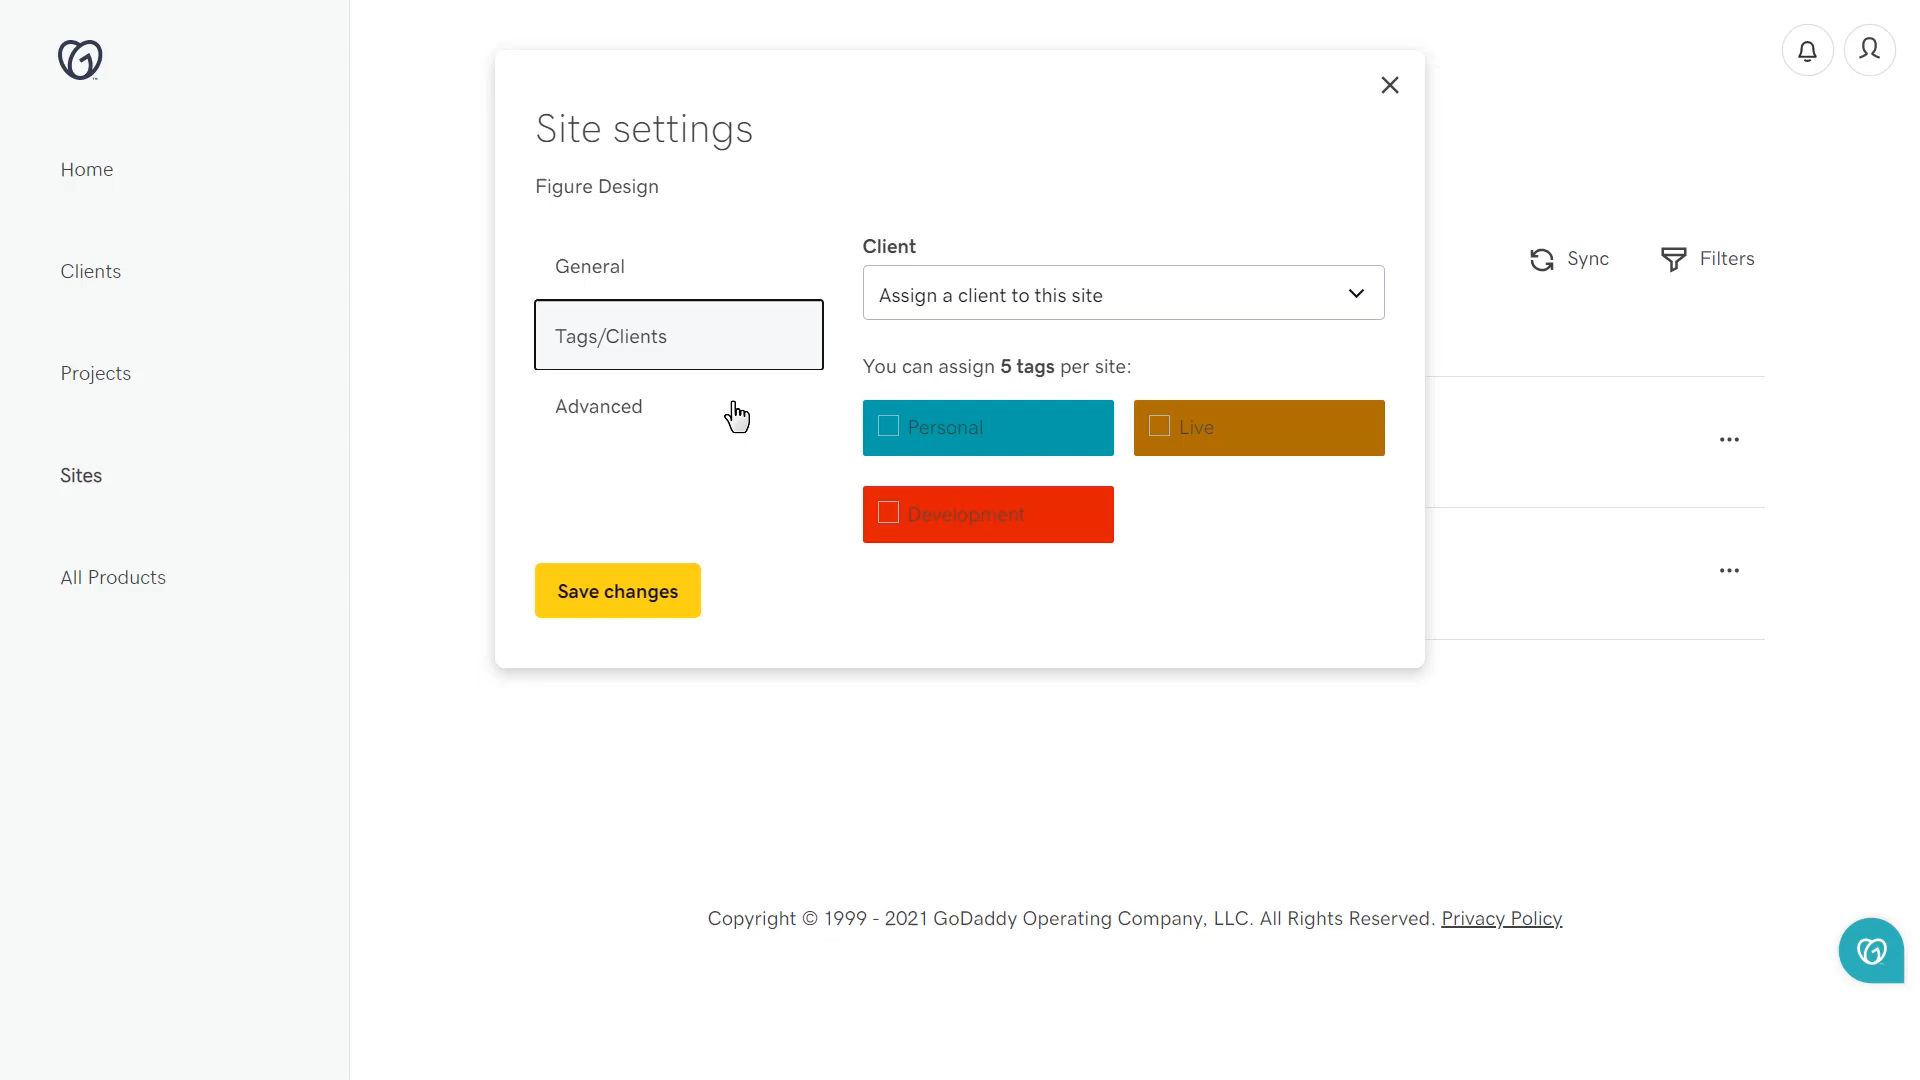 Home
Clients
Projects
Sites
All Products
Site settings
Figure Design
General
Tags/Clients
Advanced
Client
Assign a client to this site
You can assign 5 tags per site:
Personal
Live
Development
Save changes
Sync
Filters
Copyright © 1999 - 2021 GoDaddy Operating Company, LLC. All Rights Reserved. Privacy Policy